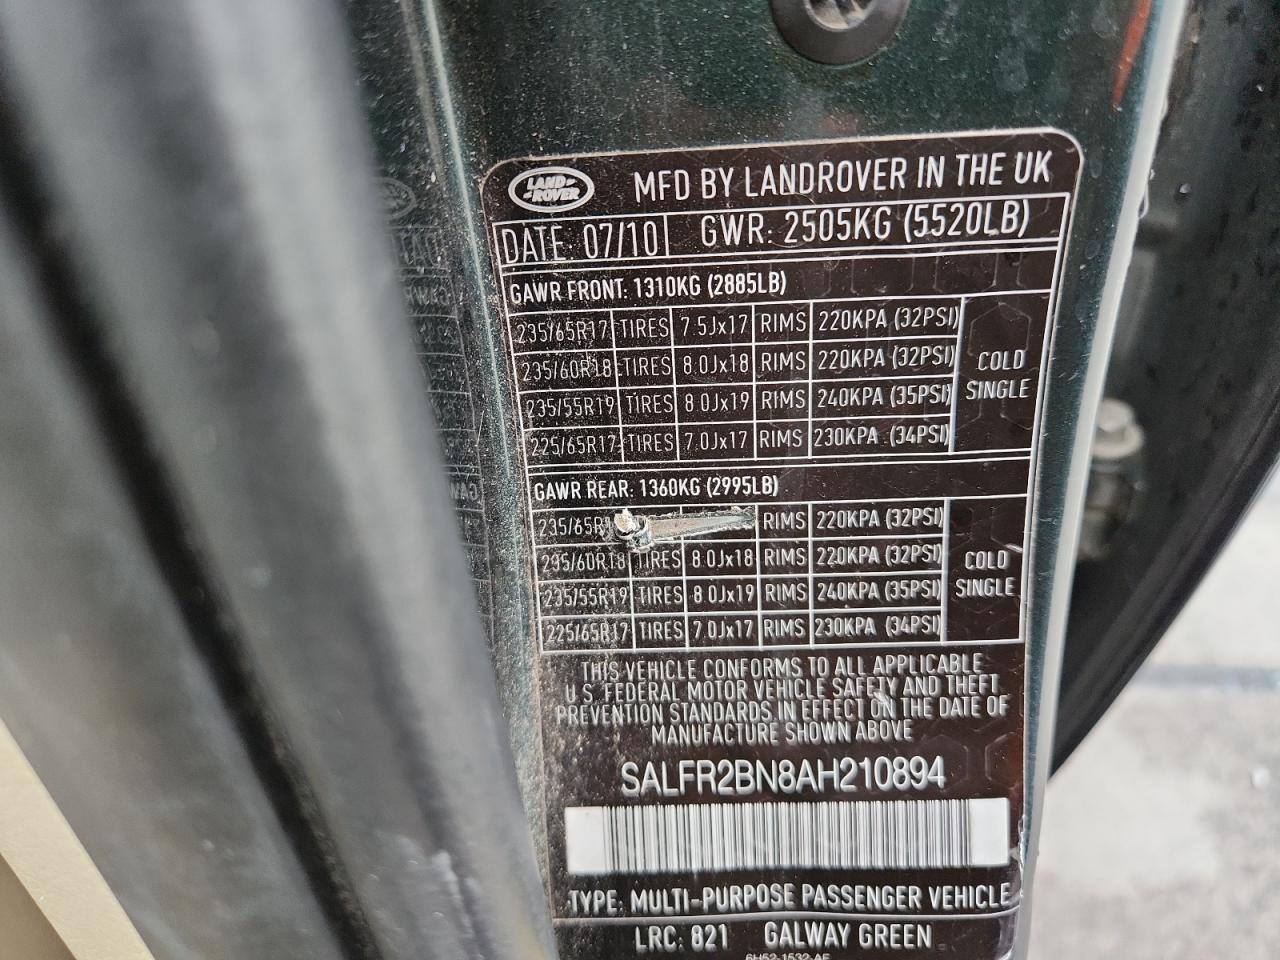 LAND ROVER MFD BY LANDROVER IN THE UK
DATE: 07/10 GWR: 2505KG (5520LB)
GAWR FRONT: 1310KG (2885LB)
235/65R17 TIRES 7.5Jx17 RIMS 220KPA (32PSI)
235/60R18 TIRES 8.0Jx18 RIMS 220KPA (32PSI)
235/55R19 TIRES 8.0Jx19 RIMS 240KPA (35PSI)
225/65R17 TIRES 7.0Jx17 RIMS 230KPA (34PSI)
COLD
SINGLE
GAWR REAR: 1360KG (2995LB)
RIMS 220KPA (32PSI)
235/60R18 TIRES 8.0Jx18 RIMS 220KPA (32PSI)
235/55R19 TIRES 8.0Jx19 RIMS 240KPA (35PSI)
225/65R17 TIRES 7.0Jx17 RIMS 230KPA (34PSI)
COLD
SINGLE
THIS VEHICLE CONFORMS TO ALL APPLICABLE
U.S. FEDERAL MOTOR VEHICLE SAFETY AND THEFT
PREVENTION STANDARDS IN EFFECT ON THE DATE OF
MANUFACTURE SHOWN ABOVE
SALFR2BN8AH210894
TYPE: MULTI-PURPOSE PASSENGER VEHICLE
LRC: 821 GALWAY GREEN